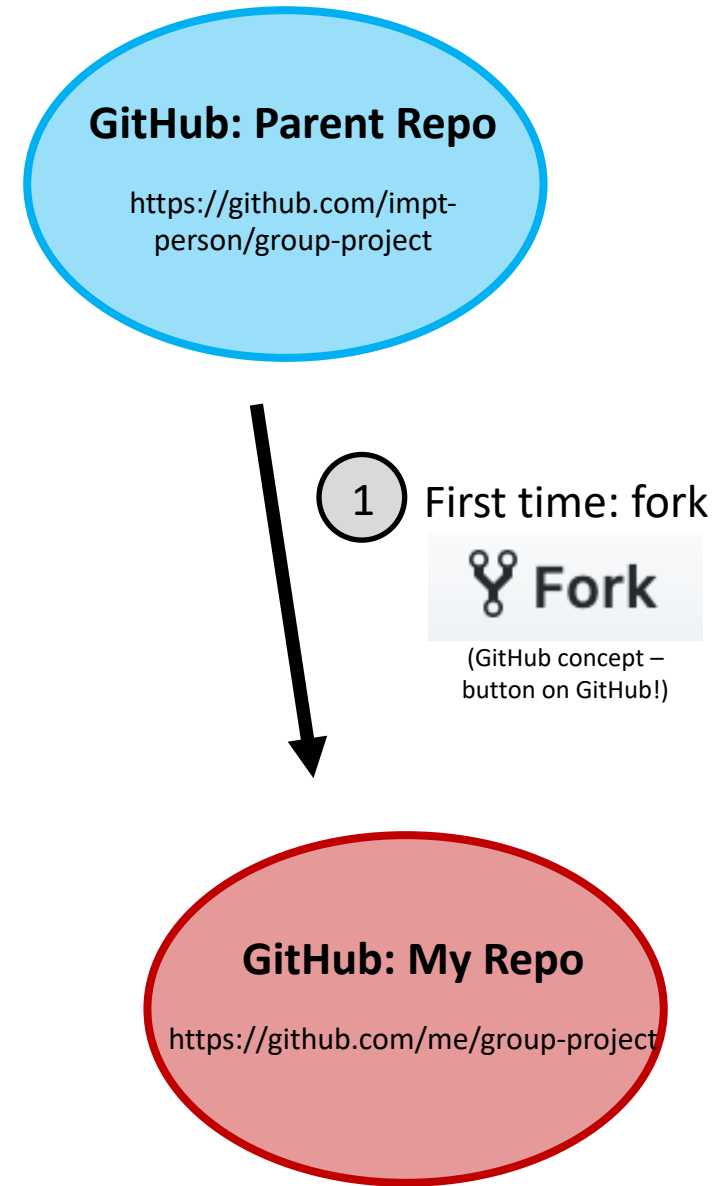 GitHub: Parent Repo
https://github.com/impt-
person/group-project
1
First time: fork
Fork
(GitHub concept –
button on GitHub!)
GitHub: My Repo
https://github.com/me/group-project